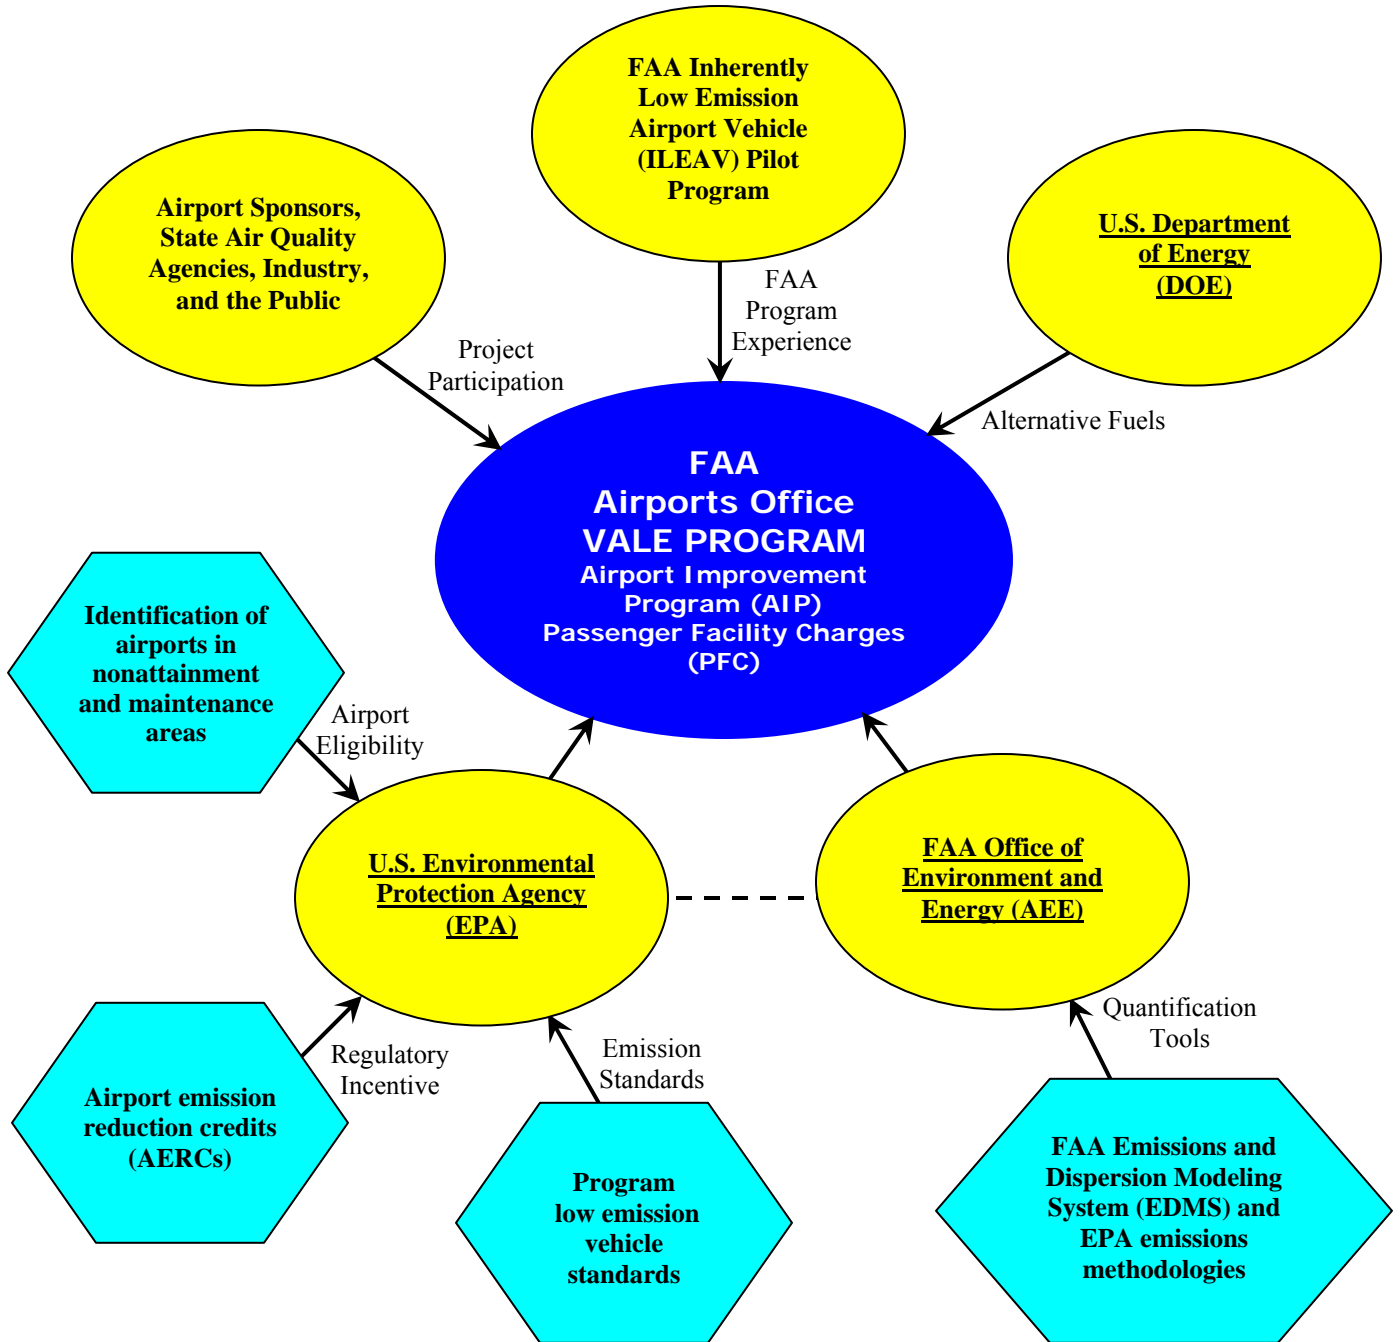 FAA Inherently
Low Emission
Airport Vehicle
(ILEAV) Pilot
Program
Airport Sponsors,
State Air Quality
Agencies, Industry,
and the Public
U.S. Department
of Energy
(DOE)
FAA
Program
Experience
Project
Participation
Alternative Fuels
FAA
Airports Office
VALE PROGRAM
Airport Improvement
Program (AIP)
Passenger Facility Charges
(PFC)
Identification of
airports in
nonattainment
and maintenance
areas
Airport
Eligibility
U.S. Environmental
Protection Agency
(EPA)
FAA Office of
Environment and
Energy (AEE)
Regulatory
Incentive
Emission
Standards
Quantification
Tools
Airport emission
reduction credits
(AERCs)
Program
low emission
vehicle
standards
FAA Emissions and
Dispersion Modeling
System (EDMS) and
EPA emissions
methodologies